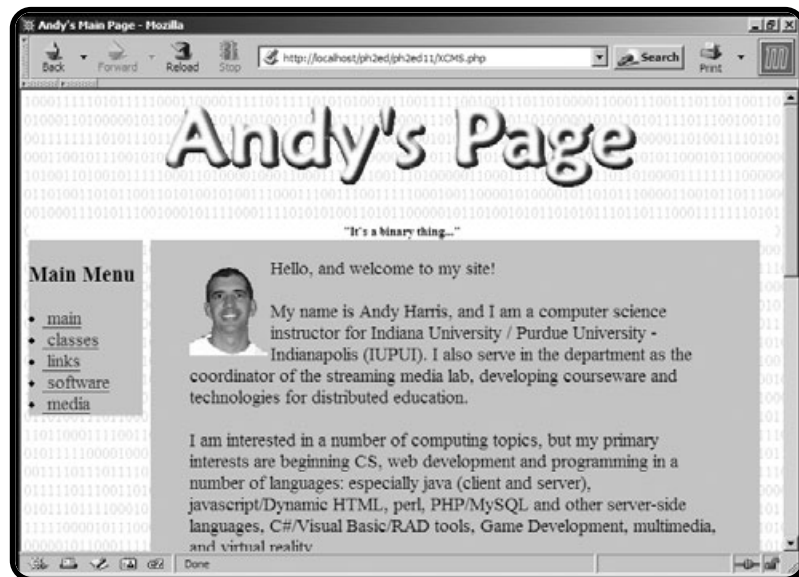 Andy's Main Page - Mozilla
Back Forward Reload Stop http://localhost/ph2ed/ph2ed11/XCMS.php Search Print
Andy's Page
"It's a binary thing..."
Main Menu
main
classes
links
software
media
Hello, and welcome to my site!
My name is Andy Harris, and I am a computer science
instructor for Indiana University / Purdue University -
Indianapolis (IUPUI). I also serve in the department as the
coordinator of the streaming media lab, developing courseware and
technologies for distributed education.
I am interested in a number of computing topics, but my primary
interests are beginning CS, web development and programming in a
number of languages: especially java (client and server),
javascript/Dynamic HTML, perl, PHP/MySQL and other server-side
languages, C#/Visual Basic/RAD tools, Game Development, multimedia,
and virtual reality
Done